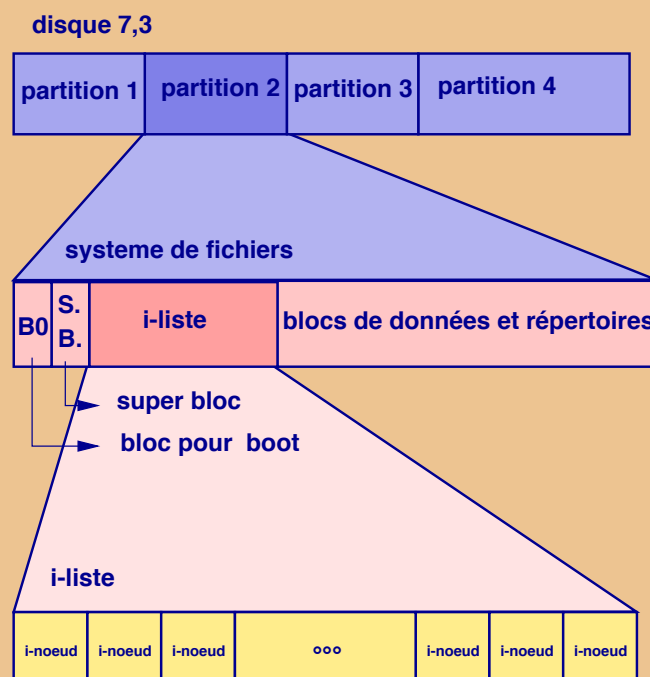 disque 7,3
partition 1 partition 2 partition 3 partition 4
systeme de fichiers
B0 S. B. i-liste blocs de données et répertoires
super bloc
bloc pour boot
i-liste
i-noeud i-noeud i-noeud °°° i-noeud i-noeud i-noeud